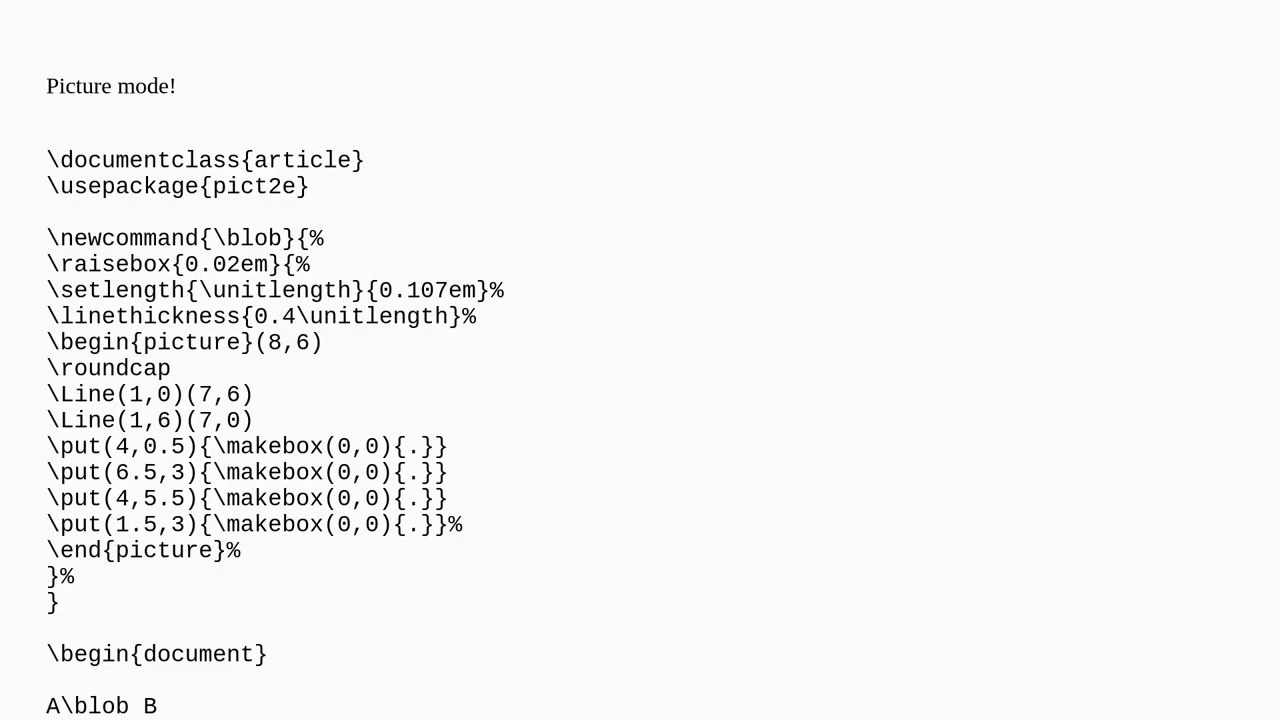 Picture mode!
\documentclass{article}
\usepackage{pict2e}
\newcommand{\blob}{%
\raisebox{0.02em}{%
\setlength{\unitlength}{0.107em}%
\linethickness{0.4\unitlength}%
\begin{picture}(8,6)
\roundcap
\Line(1,0)(7,6)
\Line(1,6)(7,0)
\put(4,0.5){\makebox(0,0){.}}
\put(6.5,3){\makebox(0,0){.}}
\put(4,5.5){\makebox(0,0){.}}
\put(1.5,3){\makebox(0,0){.}}%
\end{picture}%
}%
}
\begin{document}
A\blob B